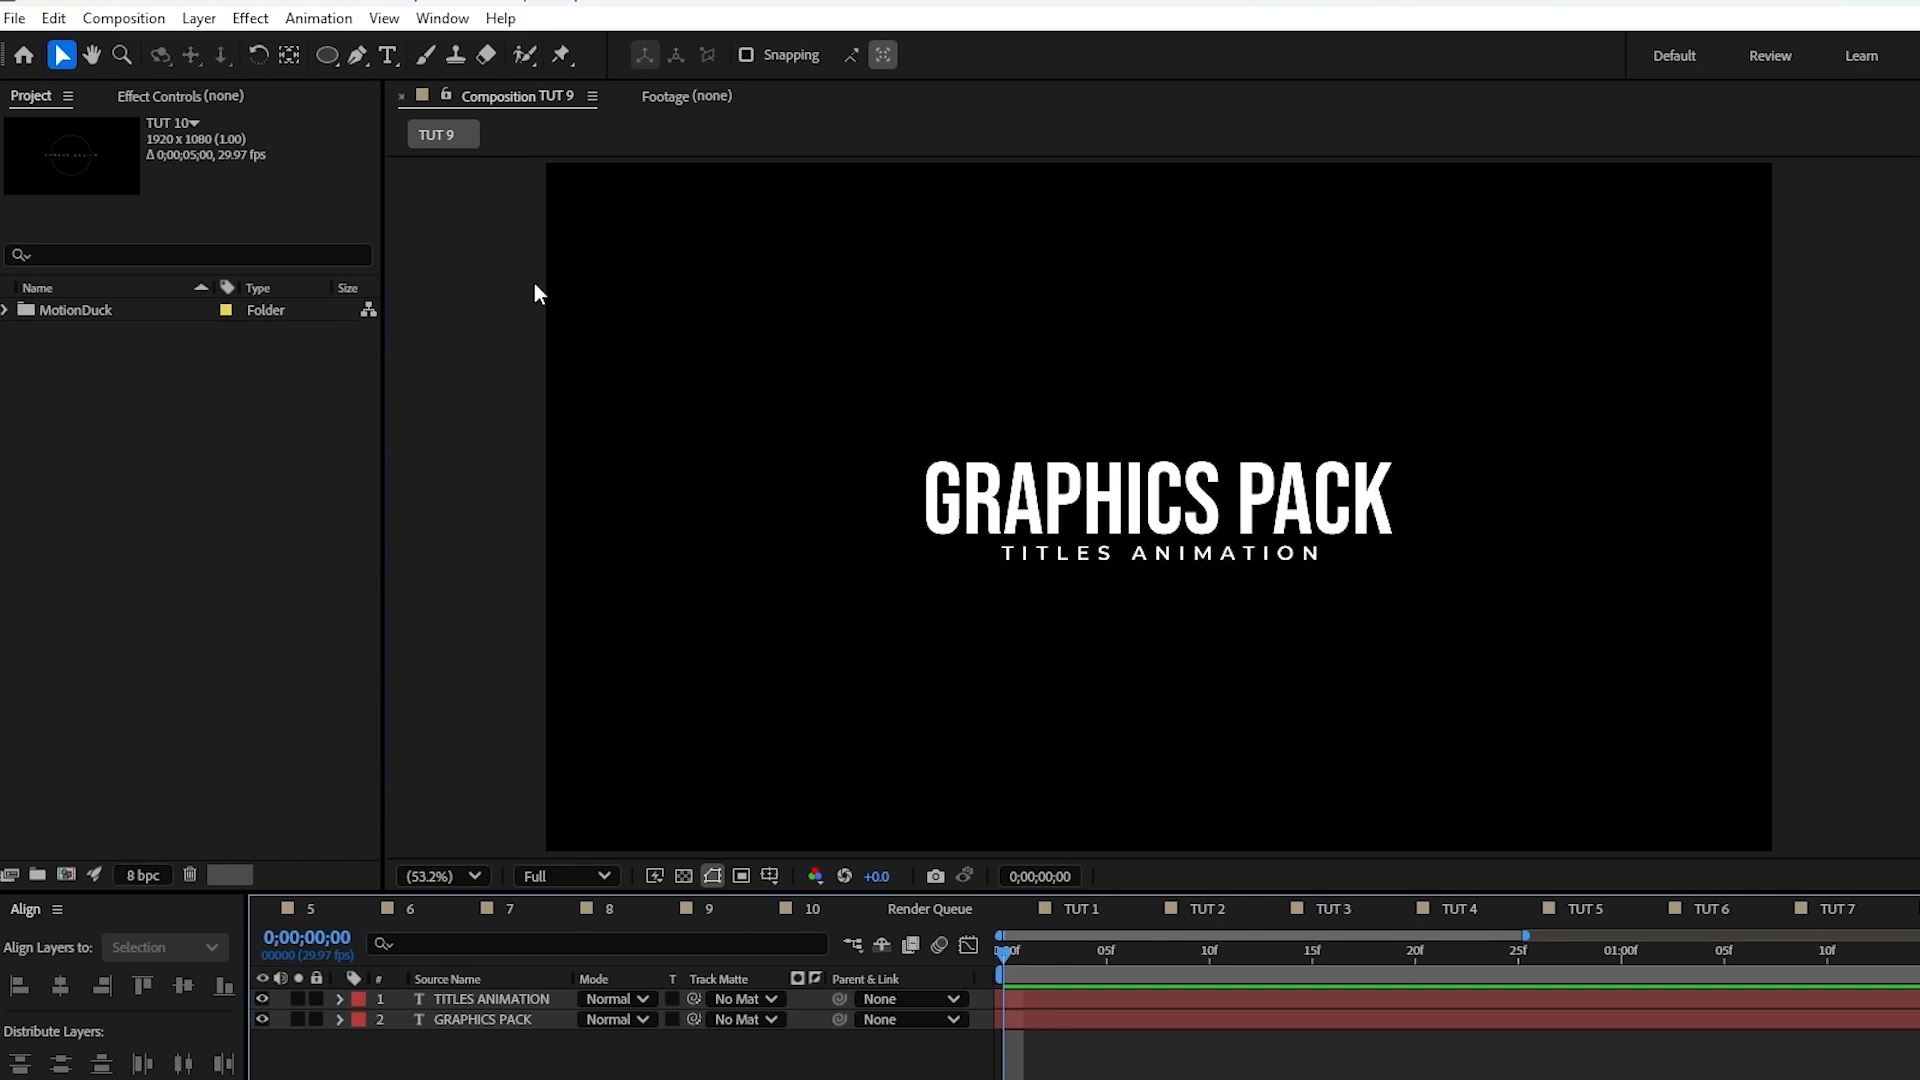 File Edit Composition Layer Effect Animation View Window Help
Snapping
Default Review Learn
Project Effect Controls (none)
Composition TUT 9 Footage (none)
TUT 10
1920 x 1080 (1.00)
Δ 0;00;05;00, 29.97 fps
TUT 9
Name Type Size
MotionDuck Folder
GRAPHICS PACK
TITLES ANIMATION
8 bpc
(53.2%) Full +0.0 0;00;00;00
Align
5 6 7 8 9 10 Render Queue TUT 1 TUT 2 TUT 3 TUT 4 TUT 5 TUT 6 TUT 7
0;00;00;00
00000 (29.97 fps)
Align Layers to: Selection
05f 10f 15f 20f 25f 01:00f 05f 10f
# Source Name Mode T Track Matte Parent & Link
1 T TITLES ANIMATION Normal No Mat None
2 T GRAPHICS PACK Normal No Mat None
Distribute Layers: